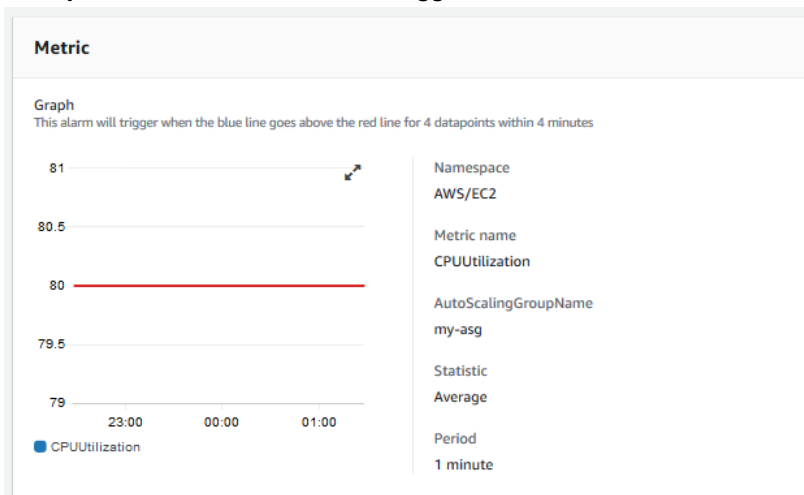 Metric
Graph
This alarm will trigger when the blue line goes above the red line for 4 datapoints within 4 minutes
81
80.5
80
79.5
79
23:00 00:00 01:00
CPUUtilization
Namespace
AWS/EC2
Metric name
CPUUtilization
AutoScalingGroupName
my-asg
Statistic
Average
Period
1 minute